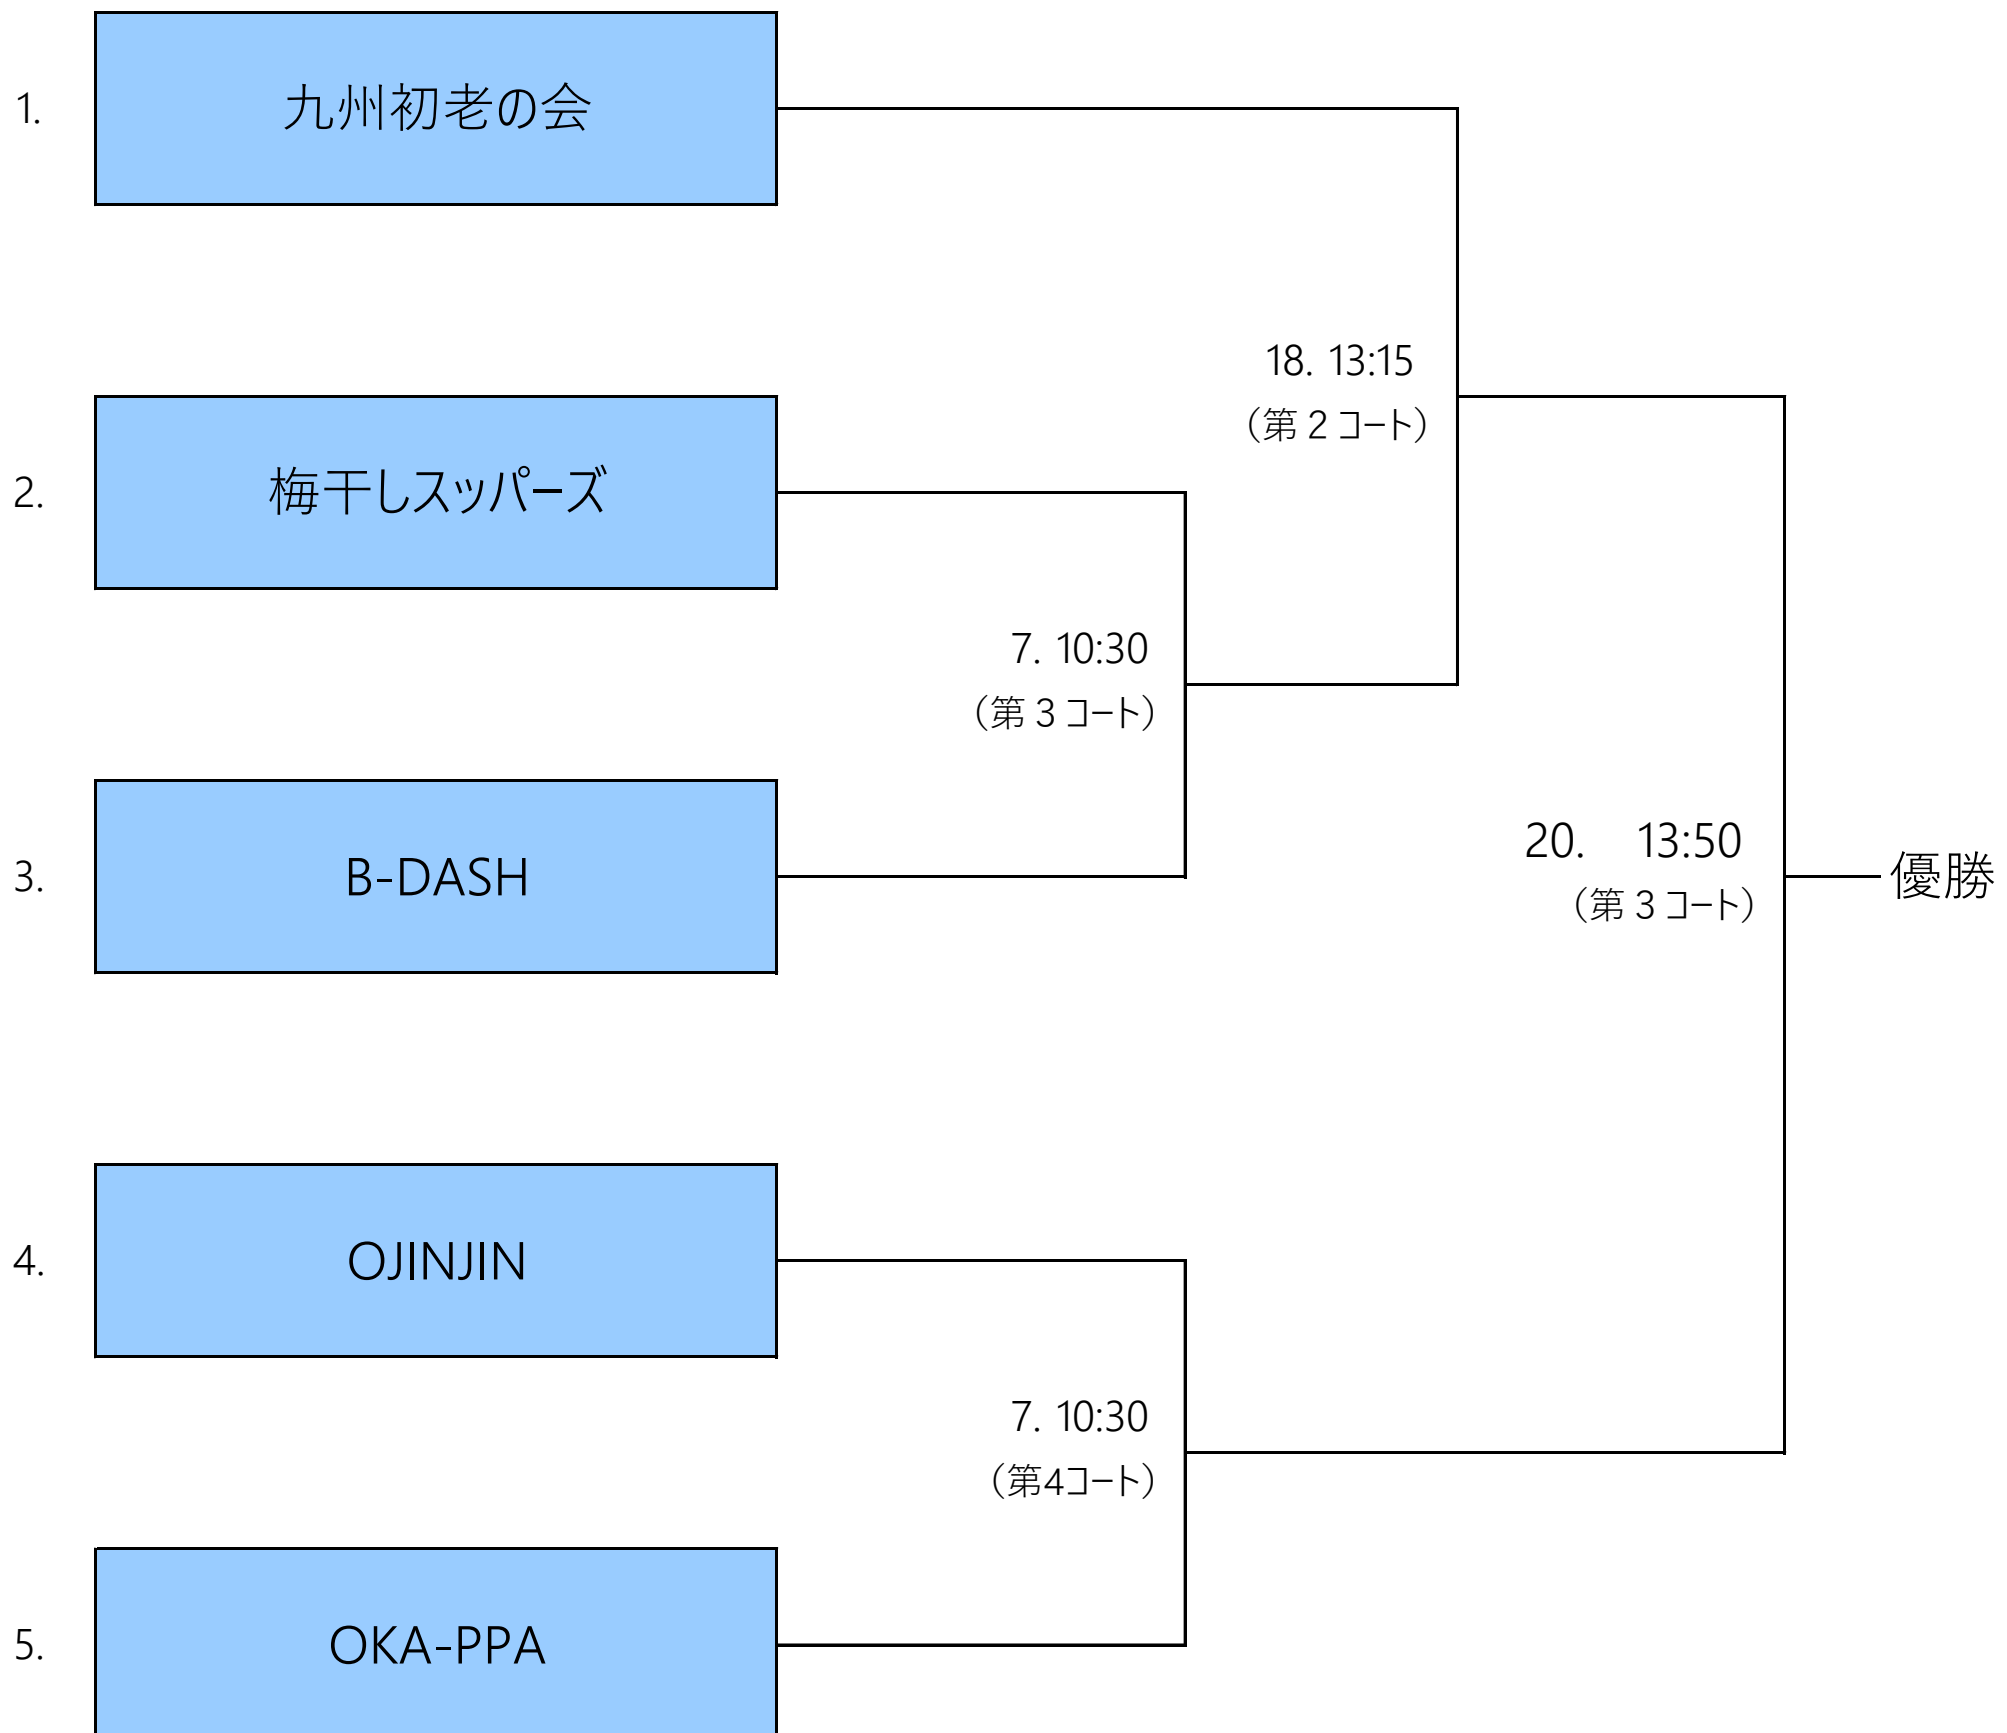 1. 九州初老の会
18. 13:15
（第２コート）
2. 梅干しスッパーズ
7. 10:30
（第３コート）
3. B-DASH
20. 13:50
（第３コート）
優勝
4. OJINJIN
7. 10:30
（第4コート）
5. OKA-PPA